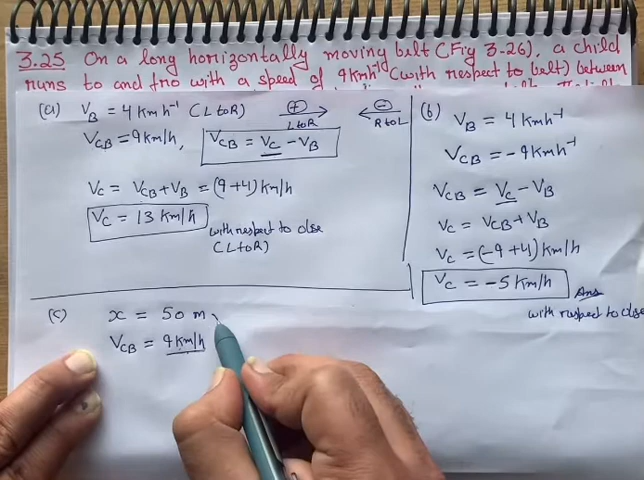 3.25 On a long horizontally moving belt (Fig 3.26), a child
runs to and fro with a speed of 9kmh⁻¹ (with respect to belt) between
(a) V_B = 4 Kmh⁻¹ (L to R) ⊕ L to R ⊖ R to L
V_CB = 9 km/h, V_CB = V_C - V_B
V_C = V_CB + V_B = (9+4) km/h
V_C = 13 km/h with respect to obse
(L to R)
(b) V_B = 4 kmh⁻¹
V_CB = -9kmh⁻¹
V_CB = V_C - V_B
V_C = V_CB + V_B
V_C = (-9+4) km/h
V_C = -5 km/h Ans
with respect to obse
(c) x = 50 m
V_CB = 9 km/h